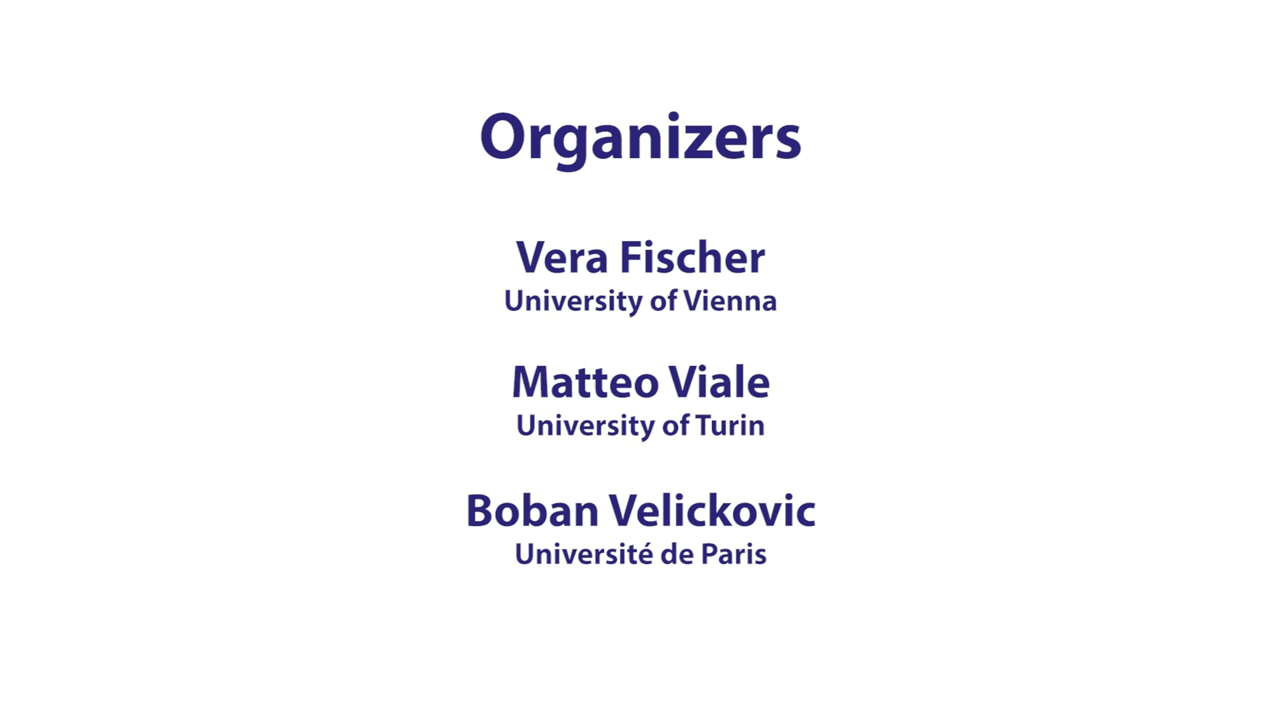 Organizers
Vera Fischer
University of Vienna
Matteo Viale
University of Turin
Boban Velickovic
Université de Paris